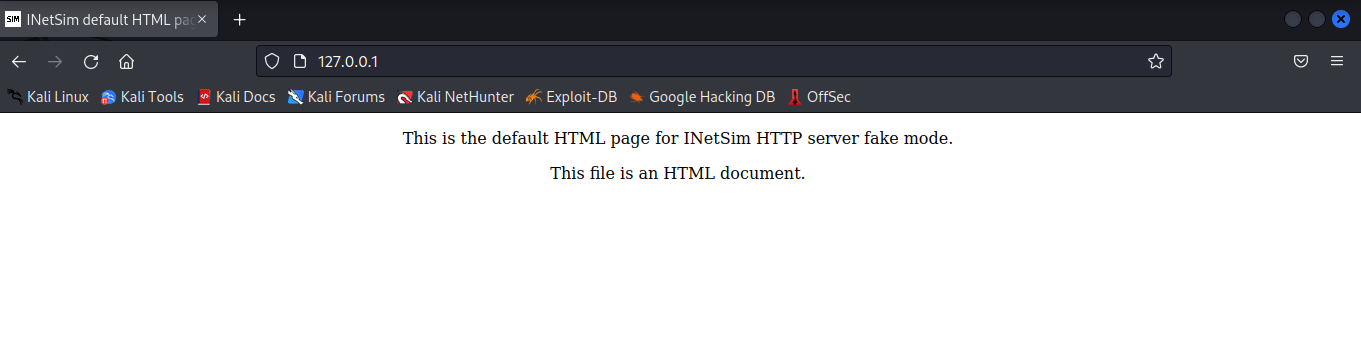 SIM INetSim default HTML pa
127.0.0.1
Kali Linux Kali Tools Kali Docs Kali Forums Kali NetHunter Exploit-DB Google Hacking DB OffSec
This is the default HTML page for INetSim HTTP server fake mode.
This file is an HTML document.